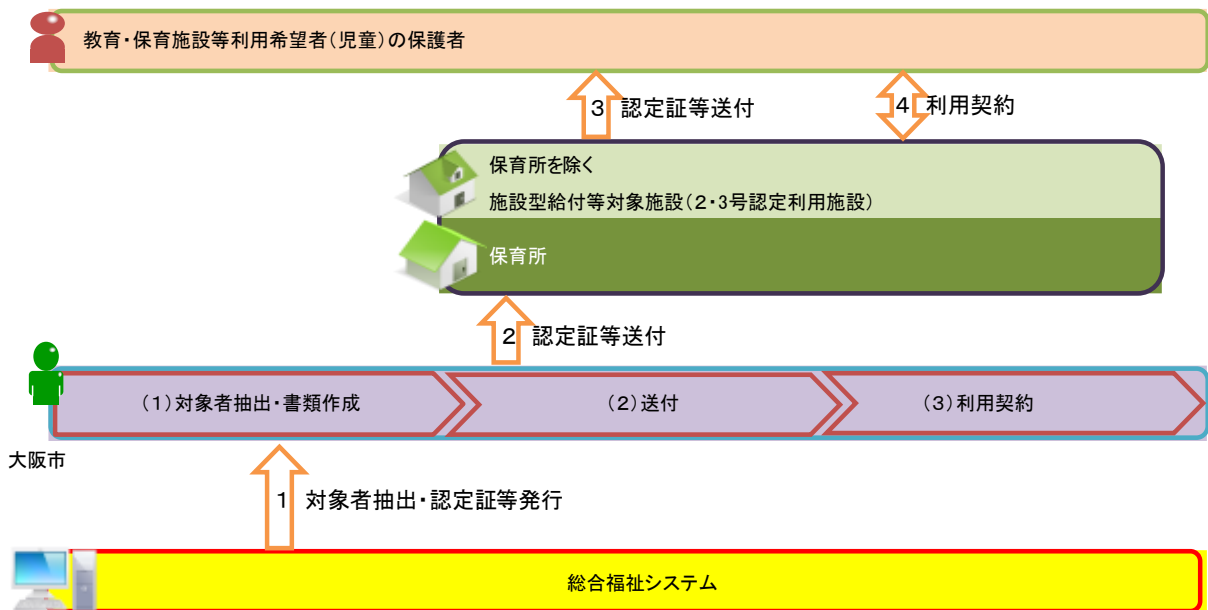 教育・保育施設等利用希望者(児童)の保護者
3 認定証等送付
4 利用契約
保育所を除く
施設型給付等対象施設(2・3号認定利用施設)
保育所
2 認定証等送付
(1)対象者抽出・書類作成
(2)送付
(3)利用契約
大阪市
1 対象者抽出・認定証等発行
総合福祉システム